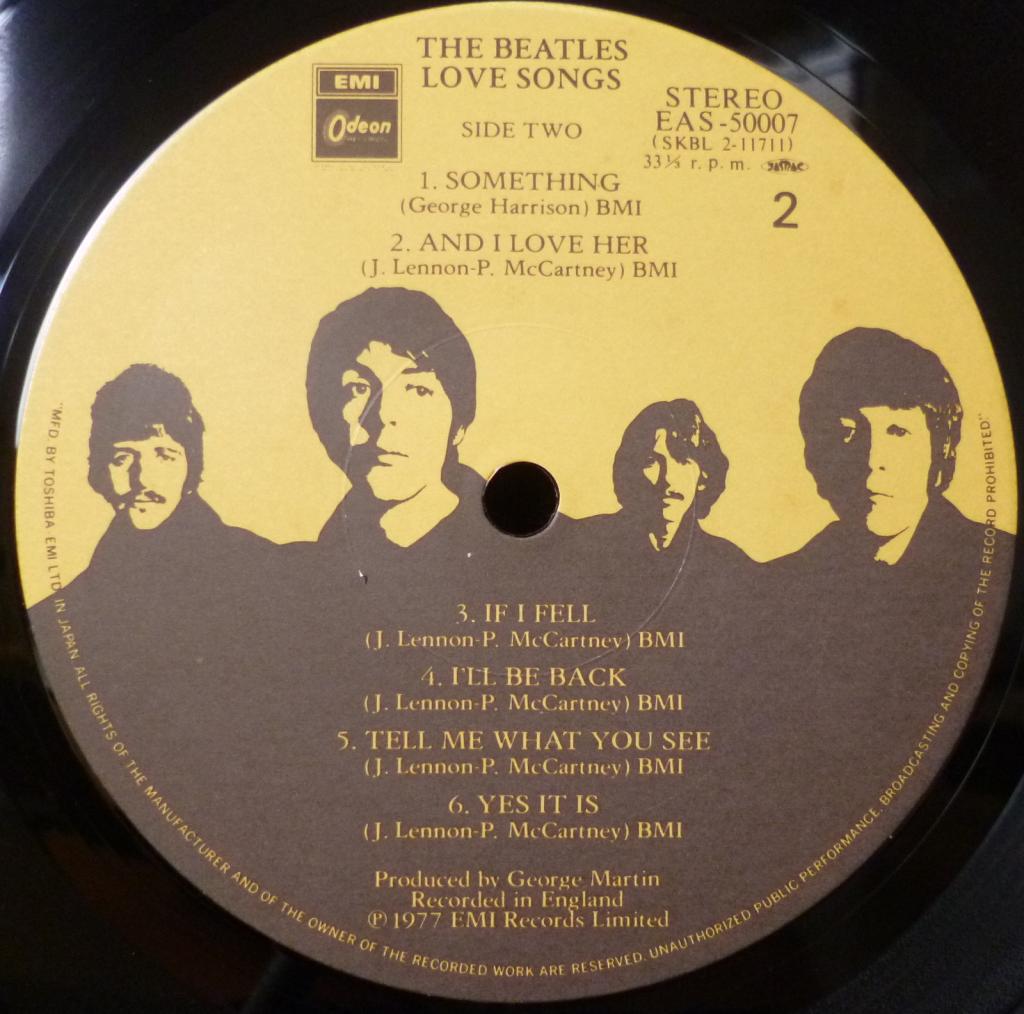 THE BEATLES
LOVE SONGS
EMI
Odeon
SIDE TWO
STEREO
EAS-50007
(SKBL 2-11711)
33⅓ r. p. m.
2
1. SOMETHING
(George Harrison) BMI
2. AND I LOVE HER
(J. Lennon-P. McCartney) BMI
3. IF I FELL
(J. Lennon-P. McCartney) BMI
4. I'LL BE BACK
(J. Lennon-P. McCartney) BMI
5. TELL ME WHAT YOU SEE
(J. Lennon-P. McCartney) BMI
6. YES IT IS
(J. Lennon-P. McCartney) BMI
Produced by George Martin
Recorded in England
℗ 1977 EMI Records Limited
"MFD. BY TOSHIBA EMI LTD. IN JAPAN ALL RIGHTS OF THE MANUFACTURER AND OF THE OWNER OF THE RECORDED WORK ARE RESERVED. UNAUTHORIZED PUBLIC PERFORMANCE. BROADCASTING AND COPYING OF THE RECORD PROHIBITED."